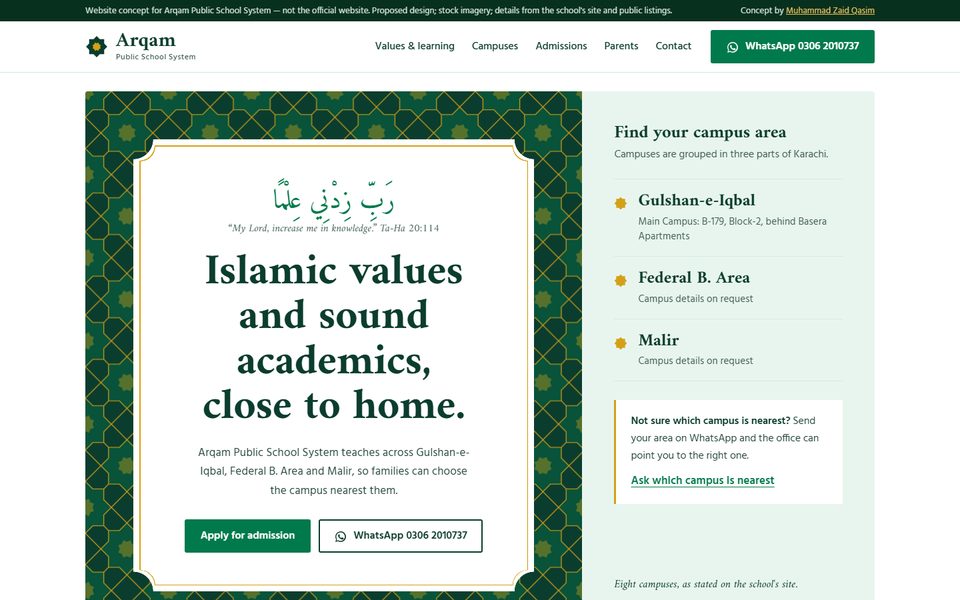 Website concept for Arqam Public School System — not the official website. Proposed design; stock imagery; details from the school's site and public listings.
Concept by Muhammad Zaid Qasim
Arqam
Public School System
Values & learning
Campuses
Admissions
Parents
Contact
WhatsApp 0306 2010737
رَبِّ زِدْنِي عِلْمًا
“My Lord, increase me in knowledge.” Ta-Ha 20:114
Islamic values
and sound
academics,
close to home.
Arqam Public School System teaches across Gulshan-e-
Iqbal, Federal B. Area and Malir, so families can choose
the campus nearest them.
Apply for admission
WhatsApp 0306 2010737
Find your campus area
Campuses are grouped in three parts of Karachi.
Gulshan-e-Iqbal
Main Campus: B-179, Block-2, behind Basera
Apartments
Federal B. Area
Campus details on request
Malir
Campus details on request
Not sure which campus is nearest? Send
your area on WhatsApp and the office can
point you to the right one.
Ask which campus is nearest
Eight campuses, as stated on the school's site.